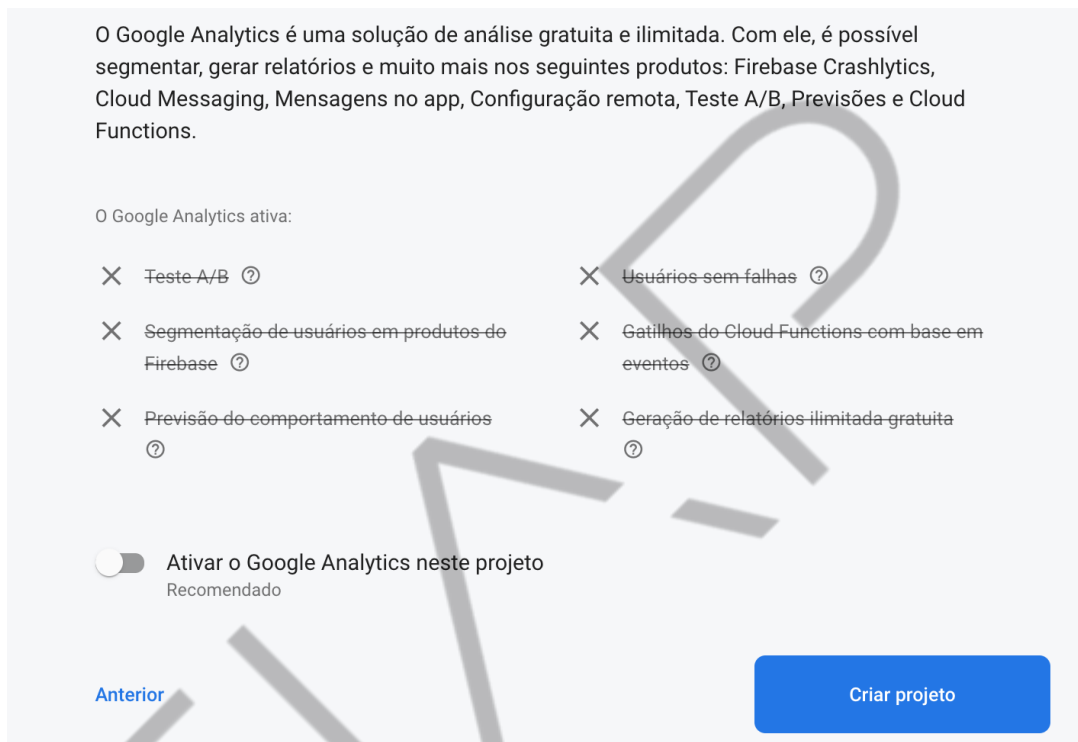 O Google Analytics é uma solução de análise gratuita e ilimitada. Com ele, é possível
segmentar, gerar relatórios e muito mais nos seguintes produtos: Firebase Crashlytics,
Cloud Messaging, Mensagens no app, Configuração remota, Teste A/B, Previsões e Cloud
Functions.
O Google Analytics ativa:
Teste A/B
Usuários sem falhas
Segmentação de usuários em produtos do
Firebase
Gatilhos do Cloud Functions com base em
eventos
Previsão do comportamento de usuários
Geração de relatórios ilimitada gratuita
Ativar o Google Analytics neste projeto
Recomendado
Anterior
Criar projeto